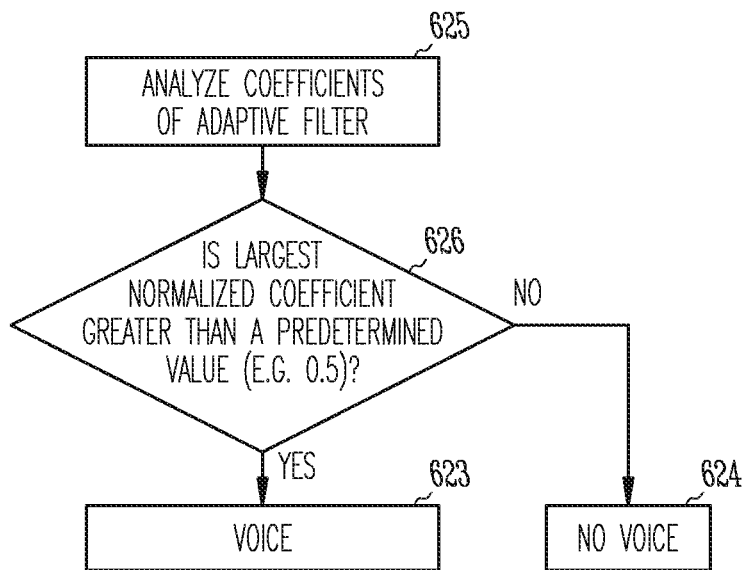 625
ANALYZE COEFFICIENTS
OF ADAPTIVE FILTER
626
IS LARGEST
NORMALIZED COEFFICIENT
GREATER THAN A PREDETERMINED
VALUE (E.G. 0.5)?
NO
YES
623
VOICE
624
NO VOICE